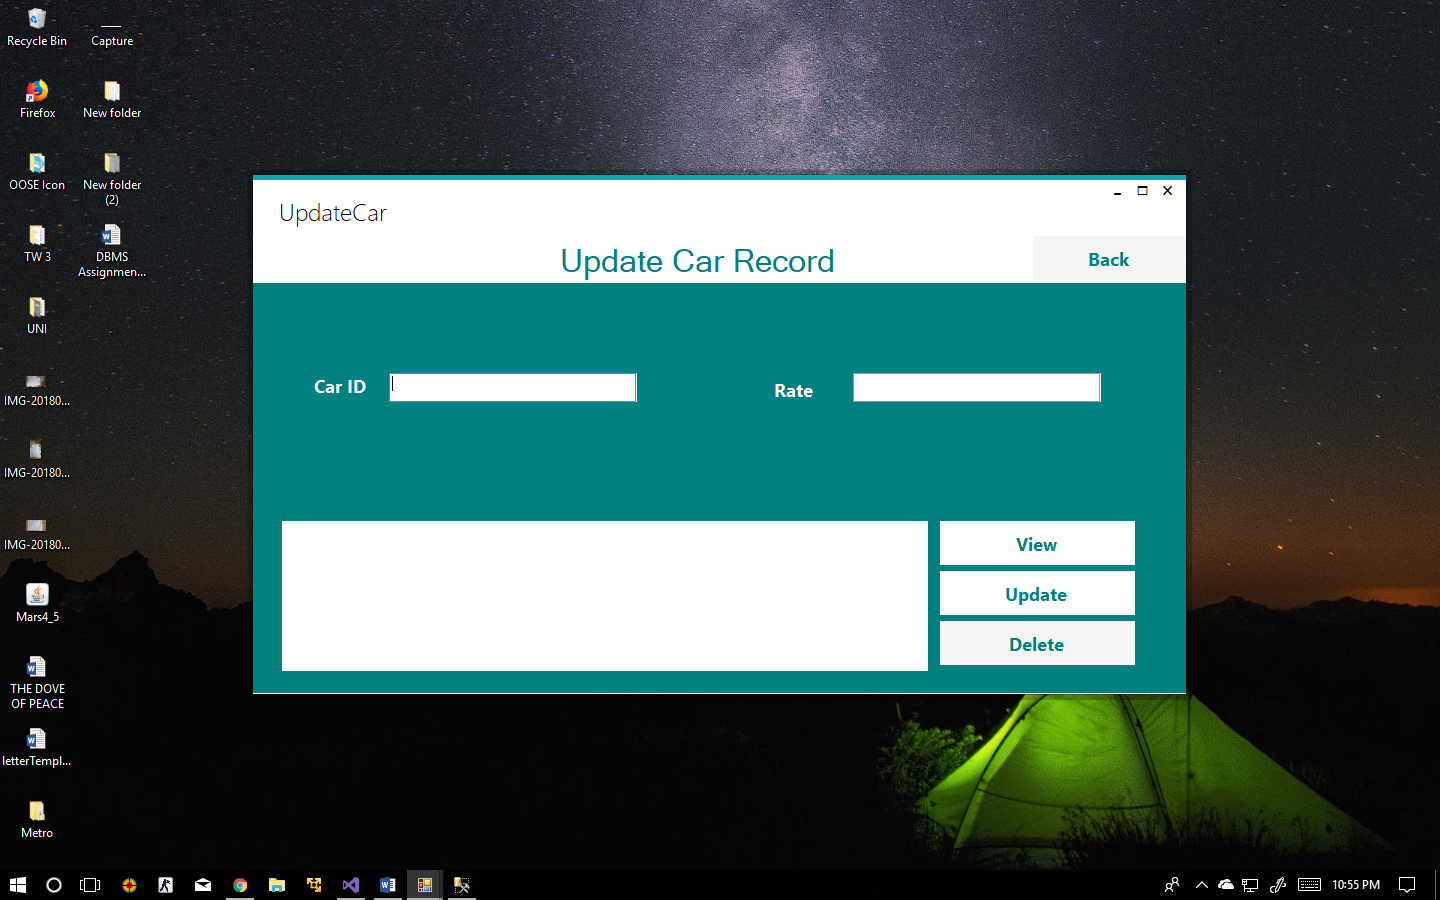 Recycle Bin
Capture
Firefox
New folder
OOSE Icon
New folder
(2)
TW 3
DBMS
Assignmen...
UNI
IMG-20180...
IMG-20180...
IMG-20180...
Mars4_5
THE DOVE
OF PEACE
letterTempl...
Metro
UpdateCar
Update Car Record
Back
Car ID
Rate
View
Update
Delete
10:55 PM